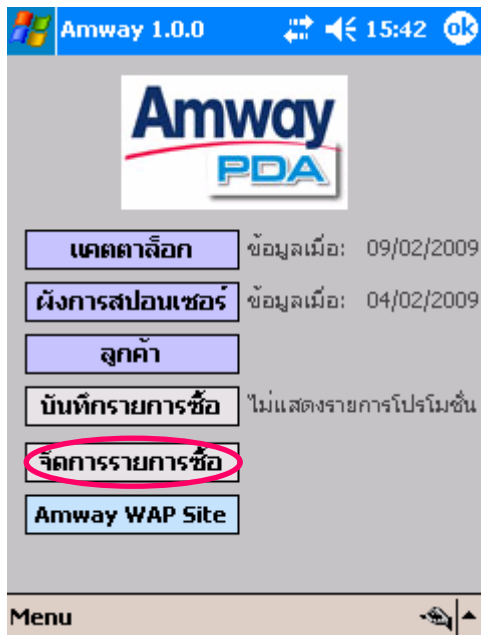 Amway 1.0.0 15:42 ok
Amway
PDA
แคตตาล็อก ข้อมูลเมื่อ: 09/02/2009
ผังการสปอนเซอร์ ข้อมูลเมื่อ: 04/02/2009
ลูกค้า
บันทึกรายการซื้อ ไม่แสดงรายการโปรโมชั่น
จัดการรายการซื้อ
Amway WAP Site
Menu